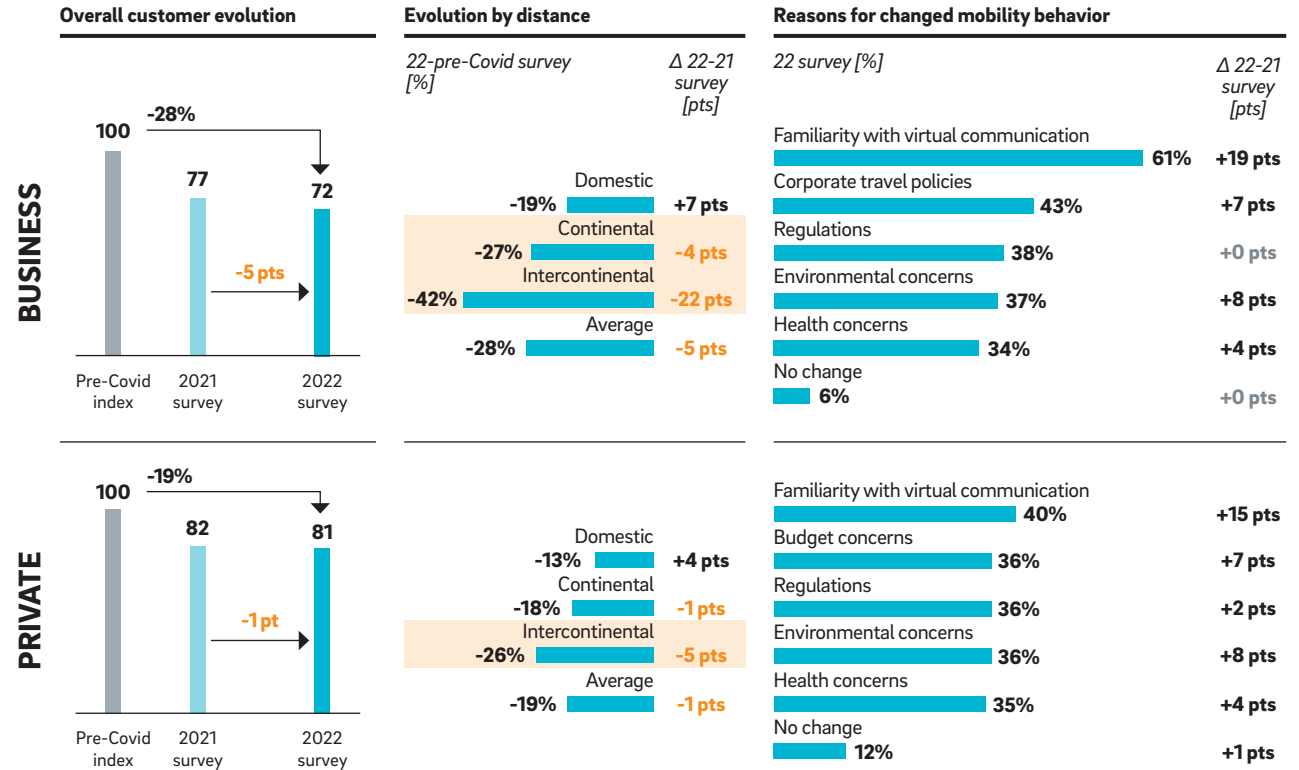 Overall customer evolution
Evolution by distance
Reasons for changed mobility behavior
BUSINESS
100
-28%
77
72
-5 pts
Pre-Covid
index
2021
survey
2022
survey
22-pre-Covid survey
[%]
Δ 22-21
survey
[pts]
Domestic
-19%
+7 pts
Continental
-27%
-4 pts
Intercontinental
-42%
-22 pts
Average
-28%
-5 pts
22 survey [%]
Δ 22-21
survey
[pts]
Familiarity with virtual communication
61%
+19 pts
Corporate travel policies
43%
+7 pts
Regulations
38%
+0 pts
Environmental concerns
37%
+8 pts
Health concerns
34%
+4 pts
No change
6%
+0 pts
PRIVATE
-19%
100
82
81
-1 pt
Pre-Covid
index
2021
survey
2022
survey
Domestic
-13%
+4 pts
Continental
-18%
-1 pts
Intercontinental
-26%
-5 pts
Average
-19%
-1 pts
Familiarity with virtual communication
40%
+15 pts
Budget concerns
36%
+7 pts
Regulations
36%
+2 pts
Environmental concerns
36%
+8 pts
Health concerns
35%
+4 pts
No change
12%
+1 pts